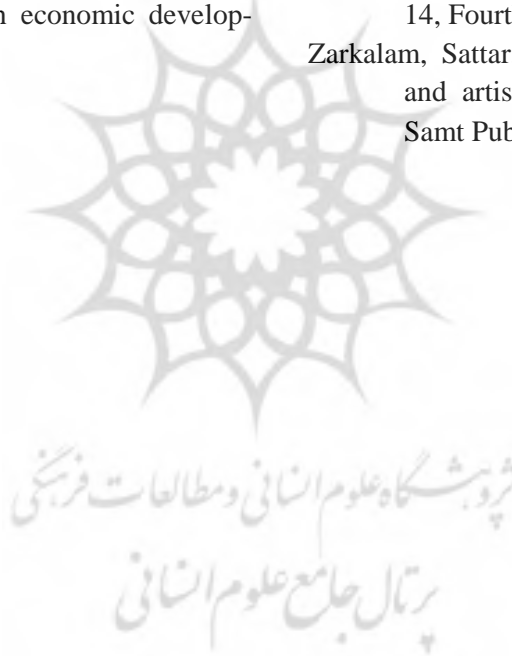 n economic develop-
14, Fourt
Zarkalam, Sattar
and artis
Samt Pub
پژوهشگاه علوم انسانی و مطالعات فرهنگی
پرتال جامع علوم انسانی